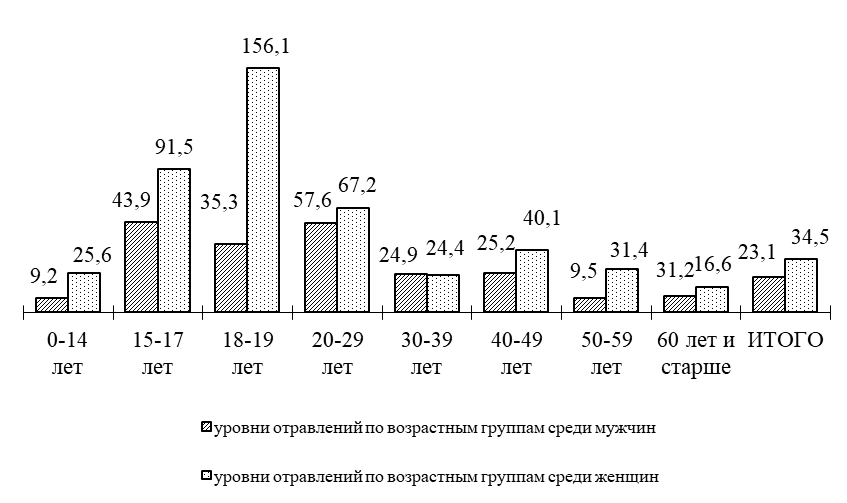 156,1
91,5
67,2
57,6
43,9
35,3
40,1
34,5
31,4
25,6
24,9 24,4
25,2
23,1
9,2
9,5
31,2 16,6
0-14 лет
15-17 лет
18-19 лет
20-29 лет
30-39 лет
40-49 лет
50-59 лет
60 лет и старше
ИТОГО
уровни отравлений по возрастным группам среди мужчин
уровни отравлений по возрастным группам среди женщин